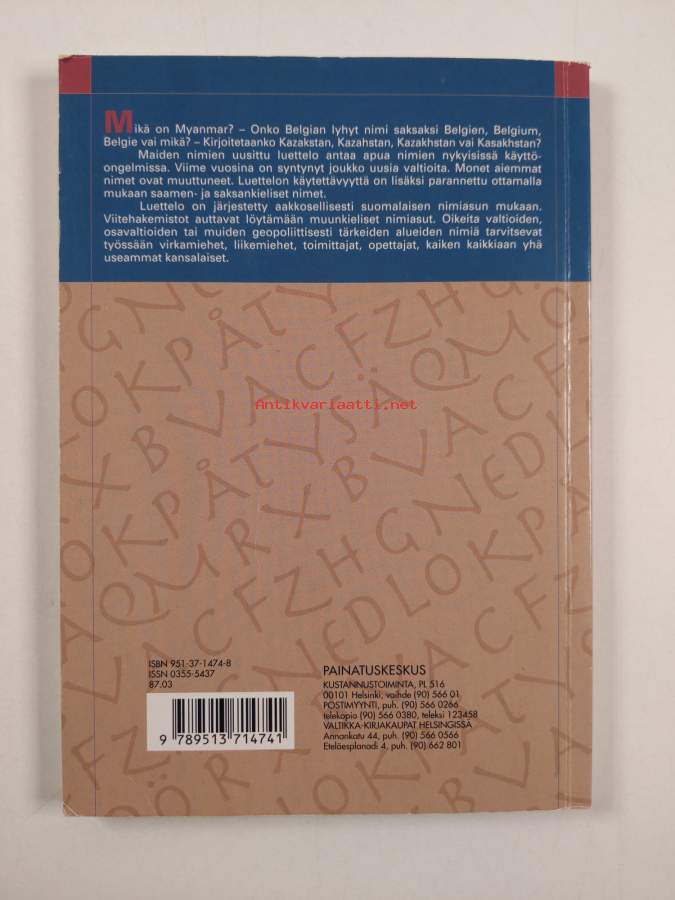 Mikä on Myanmar? – Onko Belgian lyhyt nimi saksaksi Belgien, Belgium,
Belgie vai mikä? – Kirjoitetaanko Kazakstan, Kazahstan, Kazakhstan vai Kasakhstan?
Maiden nimien uusittu luettelo antaa apua nimien nykyisissä käyttö-
ongelmissa. Viime vuosina on syntynyt joukko uusia valtioita. Monet aiemmat
nimet ovat muuttuneet. Luettelon käytettävyyttä on lisäksi parannettu ottamalla
mukaan saamen- ja saksankieliset nimet.
Luettelo on järjestetty aakkosellisesti suomalaisen nimiasun mukaan.
Viitehakemistot auttavat löytämään muunkieliset nimiasut. Oikeita valtioiden,
osavaltioiden tai muiden geopoliittisesti tärkeiden alueiden nimiä tarvitsevat
työssään virkamiehet, liikemiehet, toimittajat, opettajat, kaiken kaikkiaan yhä
useammat kansalaiset.
Antikvariaatti.net
ISBN 951-37-1474-8
ISSN 0355-5437
87.03
9 789513 714741
PAINATUSKESKUS
KUSTANNUSTOIMINTA, PL 516
00101 Helsinki, vaihde (90) 566 01
POSTIMYYNTI, puh. (90) 566 0266
telekopio (90) 566 0380, teleksi 123458
VALTIKKA-KIRJAKAUPAT HELSINGISSÄ
Annankatu 44, puh. (90) 566 0566
Eteläesplanadi 4, puh. (90) 662 801